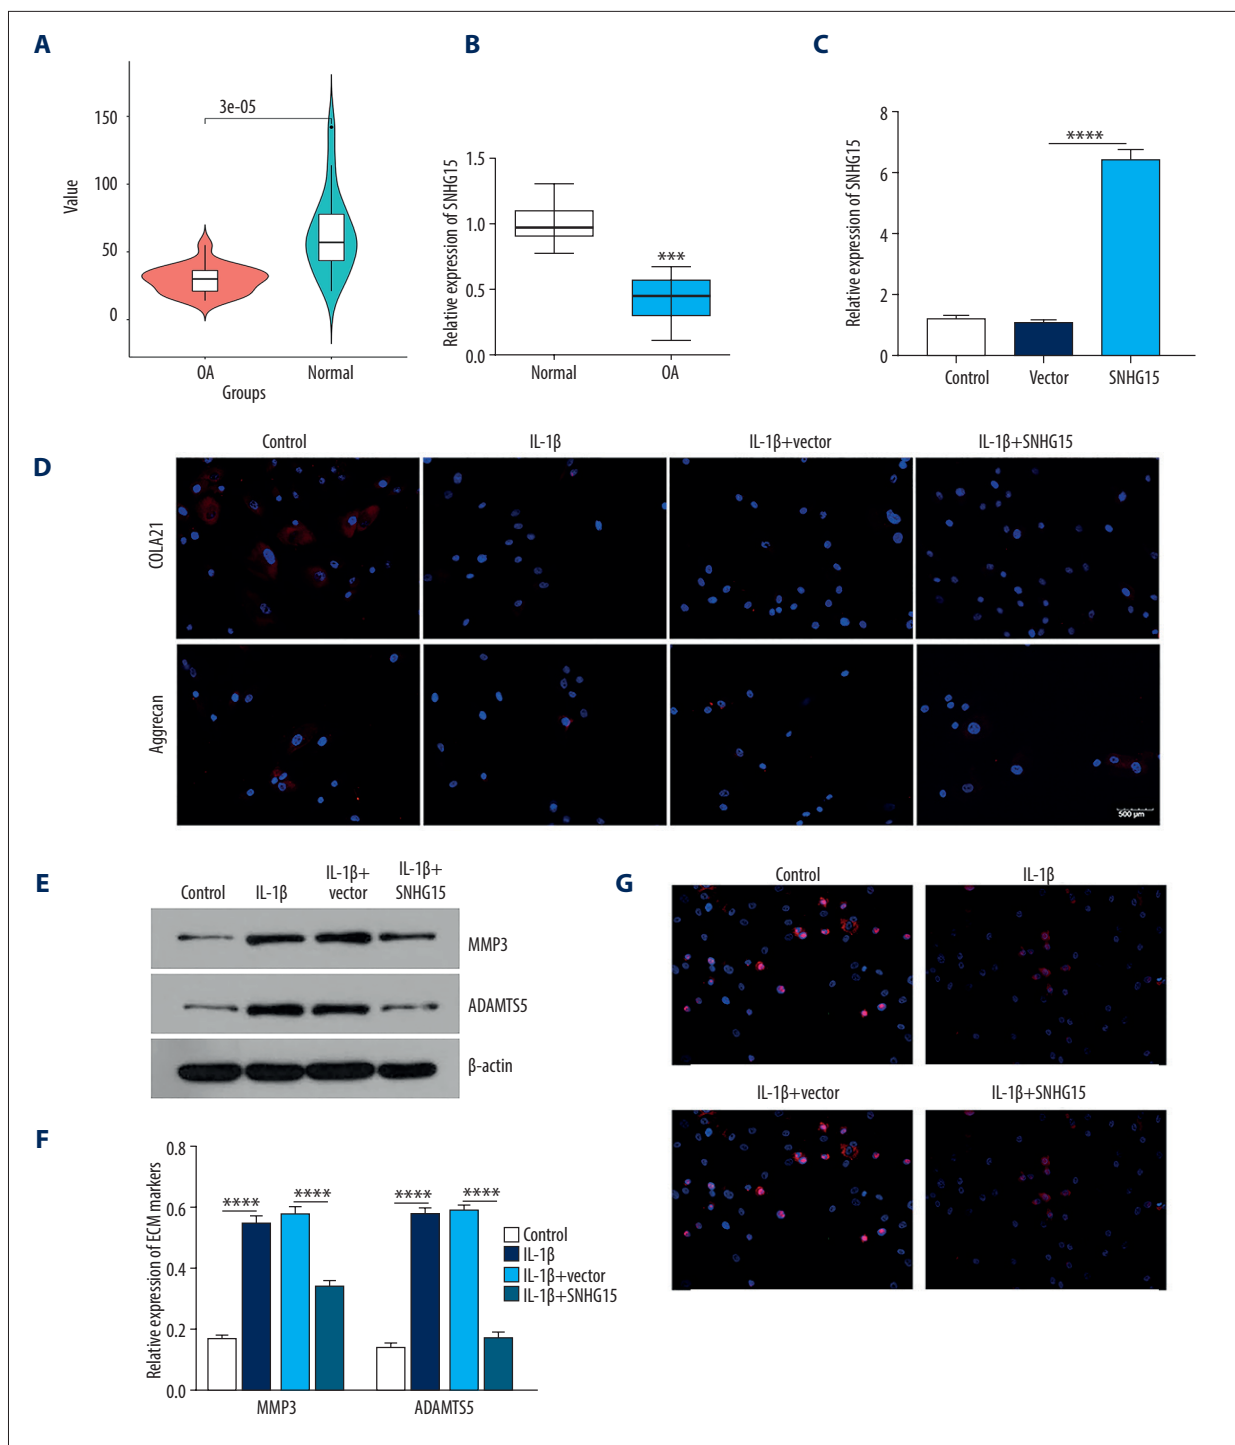 A
3e-05
Value
150
100
50
0
OA
Normal
Groups
B
Relative expression of SNHG15
1.5
1.0
0.5
0.0
***
Normal
OA
C
Relative expression of SNHG15
8
6
4
2
0
****
Control
Vector
SNHG15
D
Control
IL-1β
IL-1β+vector
IL-1β+SNHG15
COLA21
Aggrecan
500 μm
E
Control
IL-1β
IL-1β+
vector
IL-1β+
SNHG15
MMP3
ADAMTS5
β-actin
F
Relative expression of ECM markers
0.8
0.6
0.4
0.2
0.0
****
****
****
****
MMP3
ADAMTS5
Control
IL-1β
IL-1β+vector
IL-1β+SNHG15
G
Control
IL-1β
IL-1β+vector
IL-1β+SNHG15